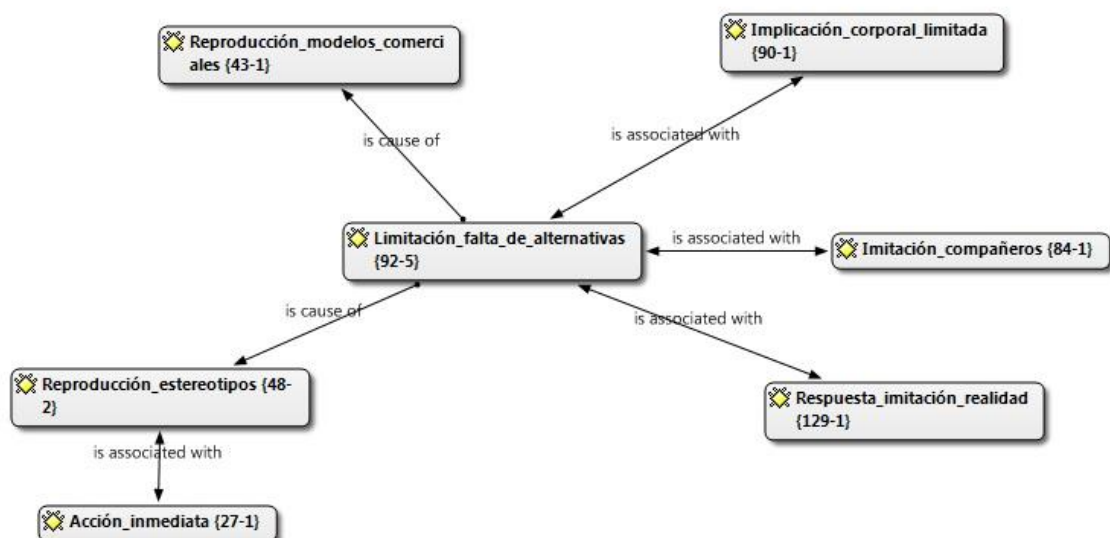 Reproducción_modelos_comerci
ales {43-1}
Implicación_corporal_limitada
{90-1}
is cause of
is associated with
Limitación_falta_de_alternativas
{92-5}
is associated with
Imitación_compañeros {84-1}
is cause of
is associated with
Reproducción_estereotipos {48-
2}
Respuesta_imitación_realidad
{129-1}
is associated with
Acción_inmediata {27-1}